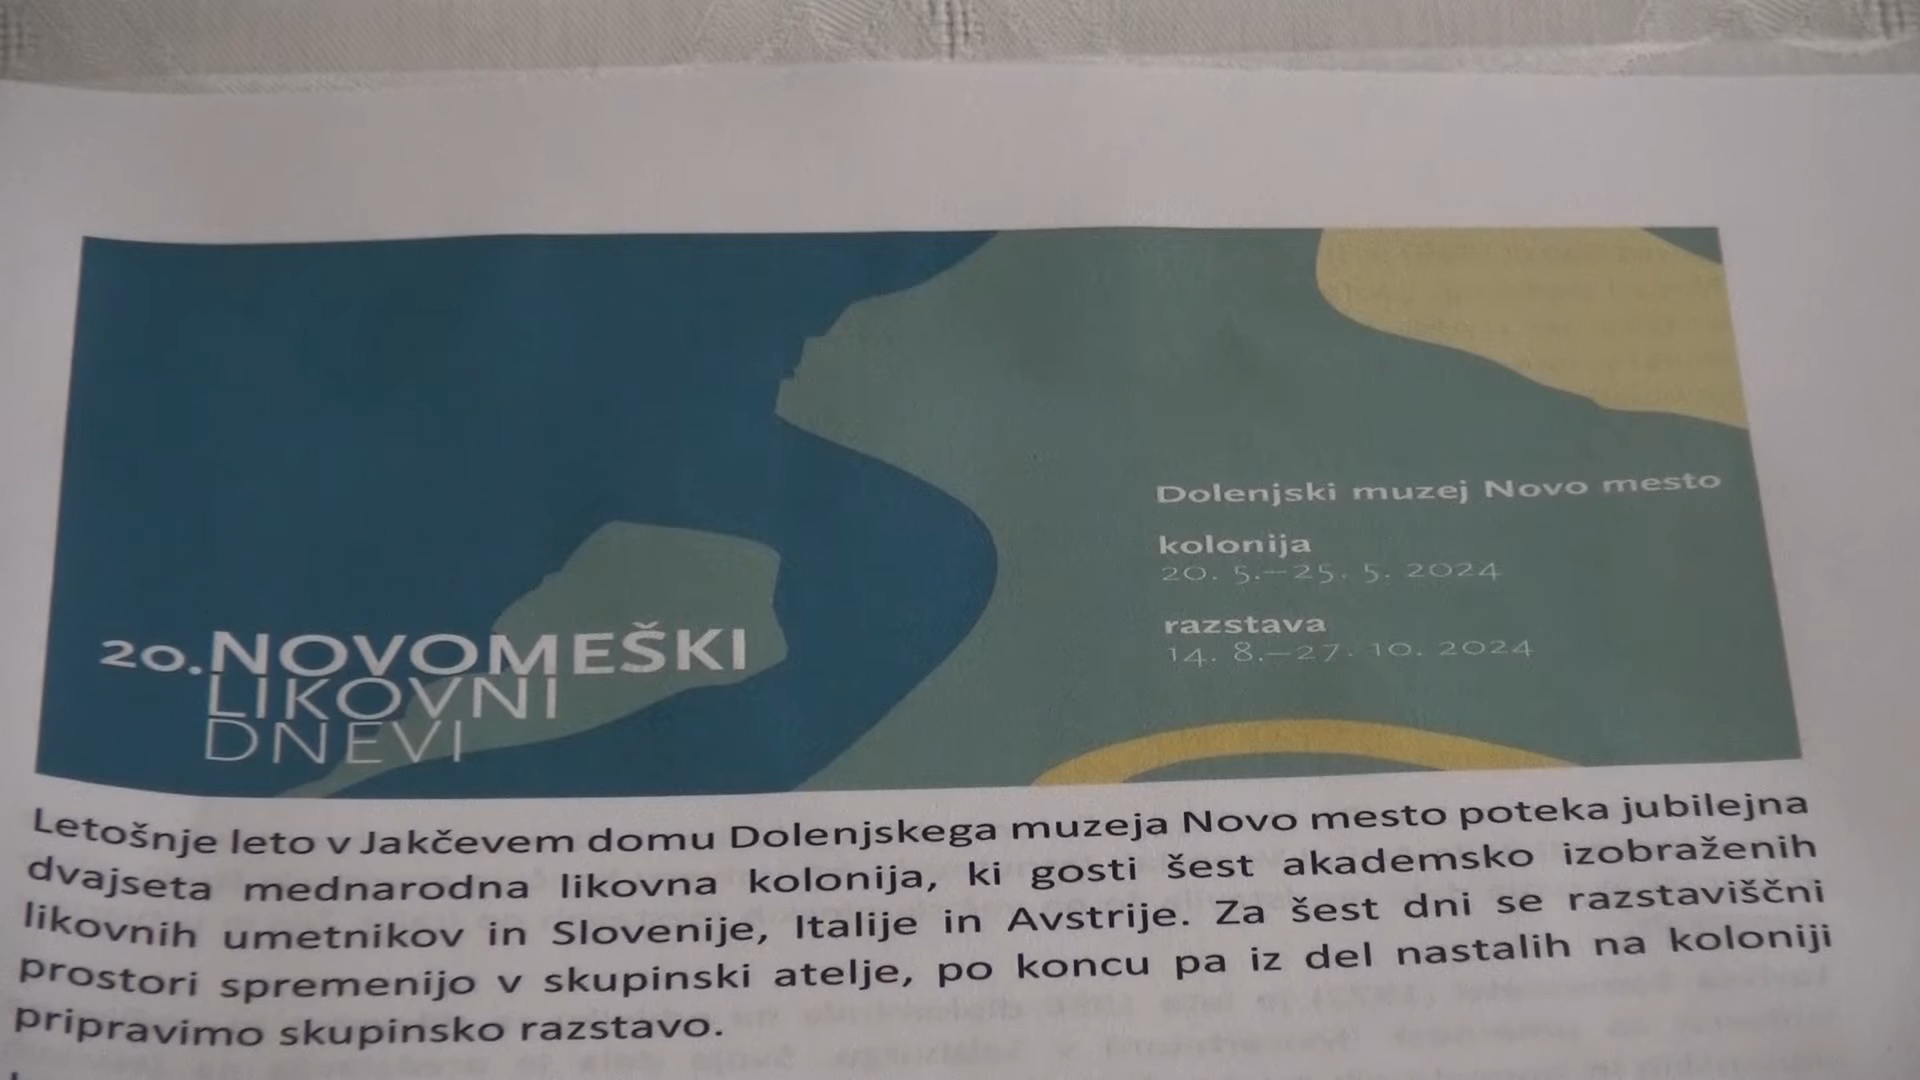 20. NOVOMEŠKI
LIKOVNI
DNEVI
Dolenjski muzej Novo mesto
kolonija
20. 5.–25. 5. 2024
razstava
14. 8.–27. 10. 2024
Letošnje leto v Jakčevem domu Dolenjskega muzeja Novo mesto poteka jubilejna
dvajseta mednarodna likovna kolonija, ki gosti šest akademsko izobraženih
likovnih umetnikov in Slovenije, Italije in Avstrije. Za šest dni se razstaviščni
prostori spremenijo v skupinski atelje, po koncu pa iz del nastalih na koloniji
pripravimo skupinsko razstavo.